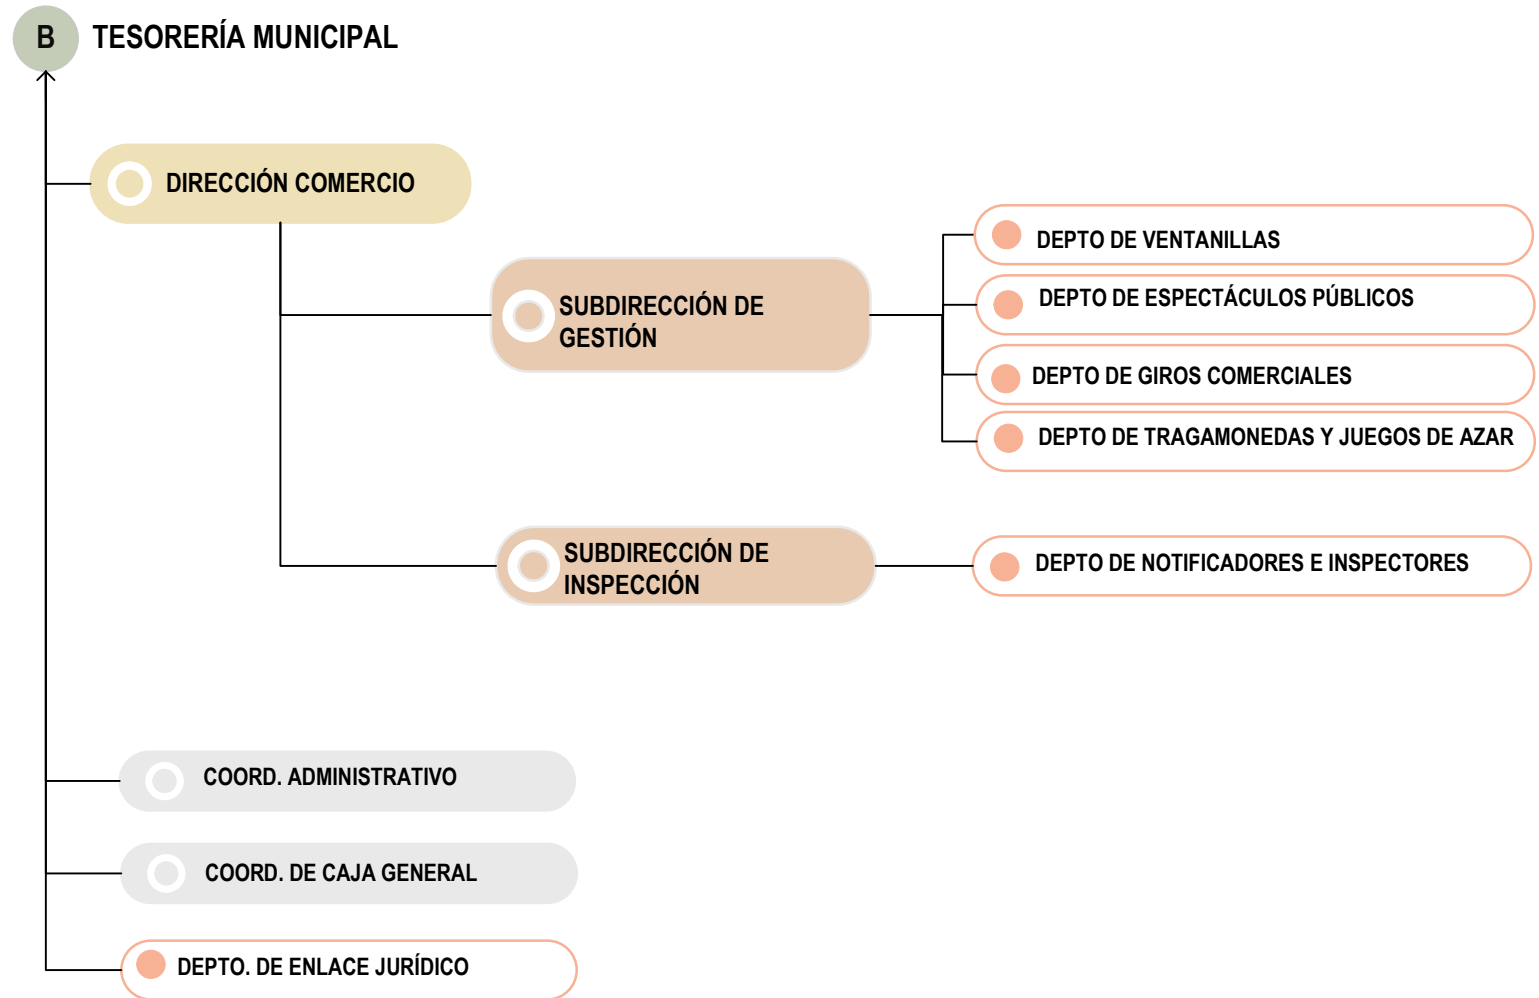 B TESORERÍA MUNICIPAL
DIRECCIÓN COMERCIO
SUBDIRECCIÓN DE
GESTIÓN
DEPTO DE VENTANILLAS
DEPTO DE ESPECTÁCULOS PÚBLICOS
DEPTO DE GIROS COMERCIALES
DEPTO DE TRAGAMONEDAS Y JUEGOS DE AZAR
SUBDIRECCIÓN DE
INSPECCIÓN
DEPTO DE NOTIFICADORES E INSPECTORES
COORD. ADMINISTRATIVO
COORD. DE CAJA GENERAL
DEPTO. DE ENLACE JURÍDICO